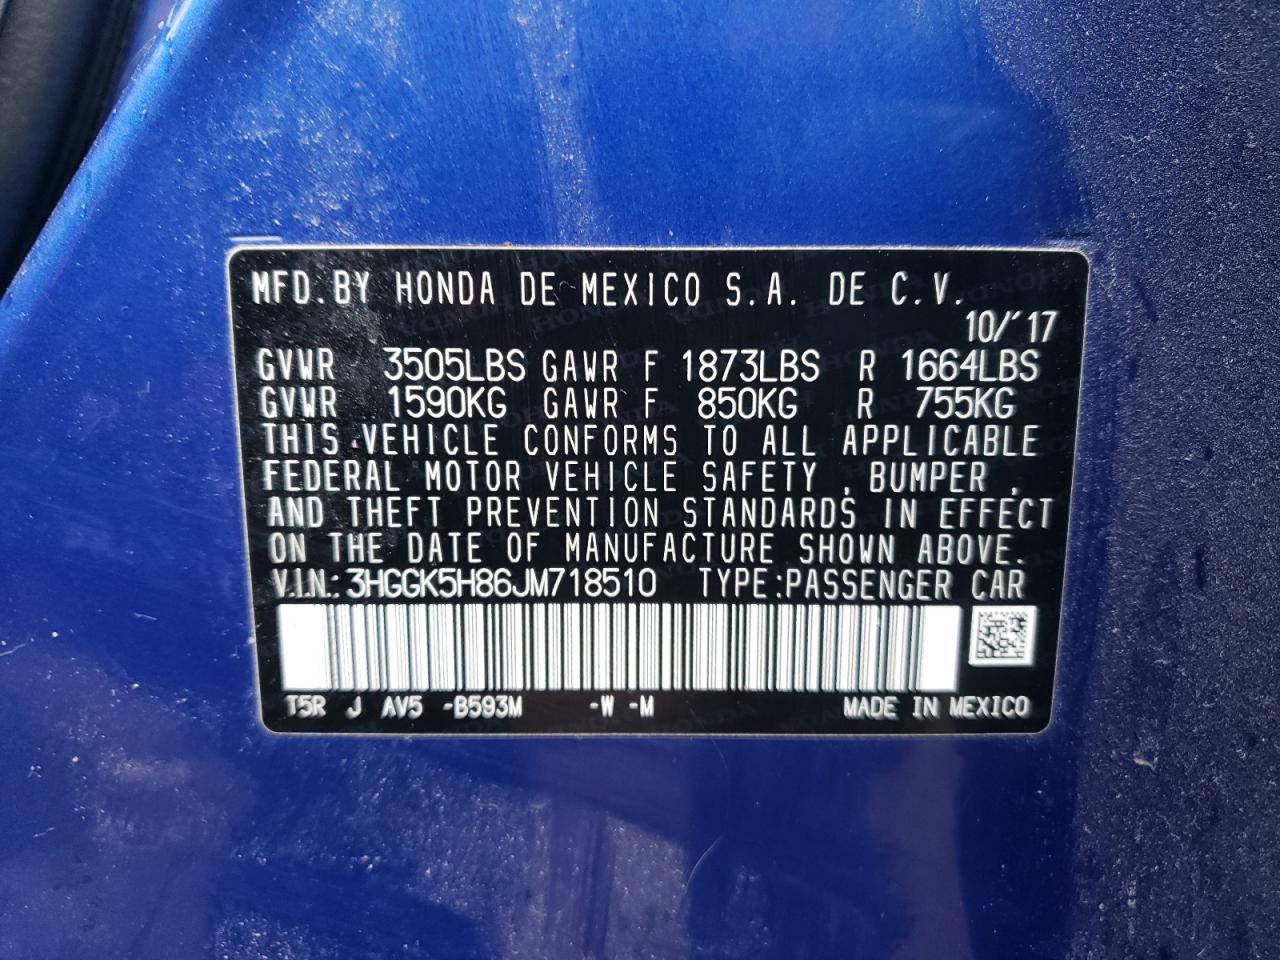 MFD.BY HONDA DE MEXICO S.A. DE C.V.
10/'17
GVWR 3505LBS GAWR F 1873LBS R 1664LBS
GVWR 1590KG GAWR F 850KG R 755KG
THIS VEHICLE CONFORMS TO ALL APPLICABLE
FEDERAL MOTOR VEHICLE SAFETY , BUMPER ,
AND THEFT PREVENTION STANDARDS IN EFFECT
ON THE DATE OF MANUFACTURE SHOWN ABOVE.
V.I.N.: 3HGGK5H86JM718510 TYPE:PASSENGER CAR
T5R J AV5 -B593M -W -M MADE IN MEXICO